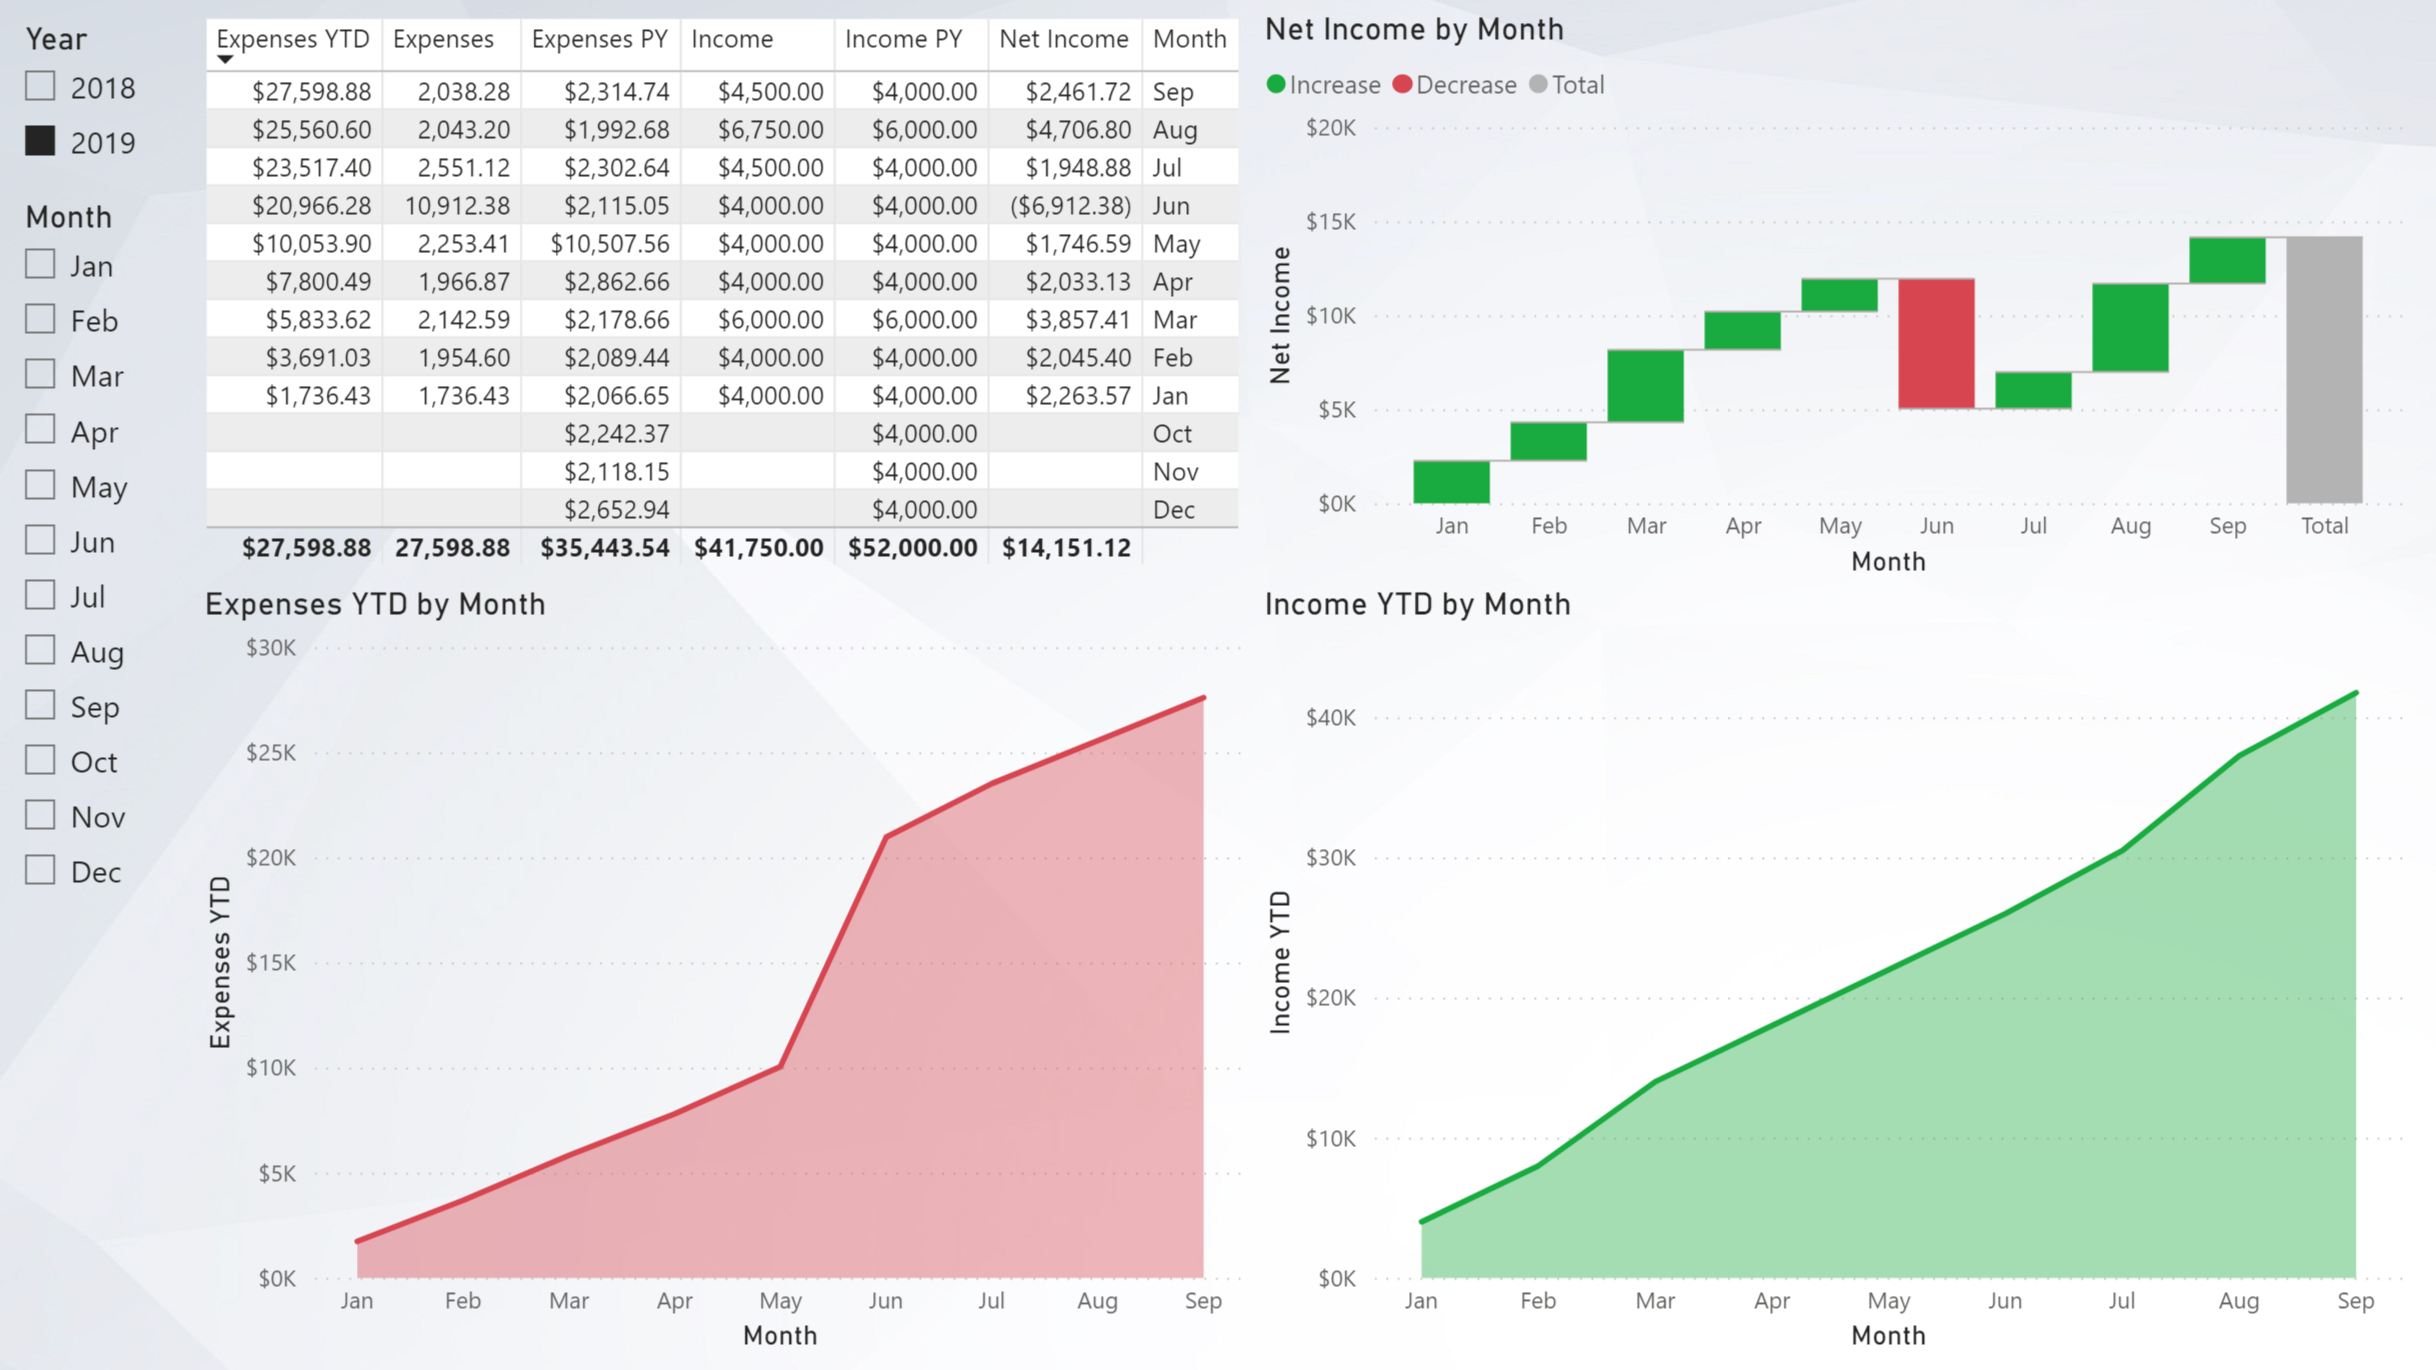 Year
2018
2019
Month
Jan
Feb
Mar
Apr
May
Jun
Jul
Aug
Sep
Oct
Nov
Dec
Expenses YTD Expenses Expenses PY Income Income PY Net Income Month
$27,598.88 2,038.28 $2,314.74 $4,500.00 $4,000.00 $2,461.72 Sep
$25,560.60 2,043.20 $1,992.68 $6,750.00 $6,000.00 $4,706.80 Aug
$23,517.40 2,551.12 $2,302.64 $4,500.00 $4,000.00 $1,948.88 Jul
$20,966.28 10,912.38 $2,115.05 $4,000.00 $4,000.00 ($6,912.38) Jun
$10,053.90 2,253.41 $10,507.56 $4,000.00 $4,000.00 $1,746.59 May
$7,800.49 1,966.87 $2,862.66 $4,000.00 $4,000.00 $2,033.13 Apr
$5,833.62 2,142.59 $2,178.66 $6,000.00 $6,000.00 $3,857.41 Mar
$3,691.03 1,954.60 $2,089.44 $4,000.00 $4,000.00 $2,045.40 Feb
$1,736.43 1,736.43 $2,066.65 $4,000.00 $4,000.00 $2,263.57 Jan
$2,242.37 $4,000.00 Oct
$2,118.15 $4,000.00 Nov
$2,652.94 $4,000.00 Dec
$27,598.88 27,598.88 $35,443.54 $41,750.00 $52,000.00 $14,151.12
Net Income by Month
Increase Decrease Total
Net Income
$20K
$15K
$10K
$5K
$0K
Jan Feb Mar Apr May Jun Jul Aug Sep Total
Month
Expenses YTD by Month
Expenses YTD
$30K
$25K
$20K
$15K
$10K
$5K
$0K
Jan Feb Mar Apr May Jun Jul Aug Sep
Month
Income YTD by Month
Income YTD
$40K
$30K
$20K
$10K
$0K
Jan Feb Mar Apr May Jun Jul Aug Sep
Month